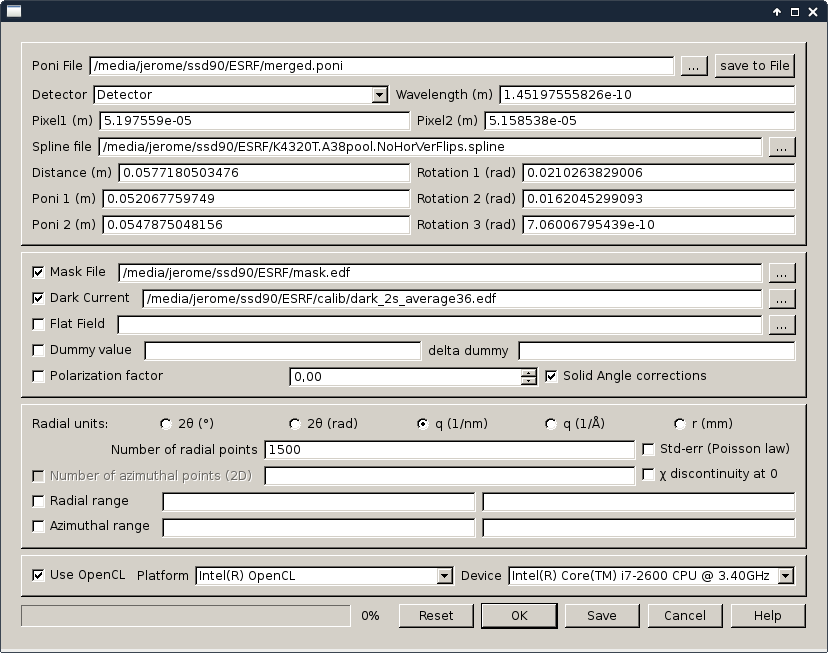 Poni File /media/jerome/ssd90/ESRF/merged.poni ... save to File
Detector Detector Wavelength (m) 1.45197555826e-10
Pixel1 (m) 5.197559e-05 Pixel2 (m) 5.158538e-05
Spline file /media/jerome/ssd90/ESRF/K4320T.A38pool.NoHorVerFlips.spline ...
Distance (m) 0.0577180503476 Rotation 1 (rad) 0.0210263829006
Poni 1 (m) 0.052067759749 Rotation 2 (rad) 0.0162045299093
Poni 2 (m) 0.0547875048156 Rotation 3 (rad) 7.06006795439e-10
Mask File /media/jerome/ssd90/ESRF/mask.edf ...
Dark Current /media/jerome/ssd90/ESRF/calib/dark_2s_average36.edf ...
Flat Field ...
Dummy value delta dummy
Polarization factor 0,00 Solid Angle corrections
Radial units: 2θ (°) 2θ (rad) q (1/nm) q (1/Å) r (mm)
Number of radial points 1500 Std-err (Poisson law)
Number of azimuthal points (2D) χ discontinuity at 0
Radial range
Azimuthal range
Use OpenCL Platform Intel(R) OpenCL Device Intel(R) Core(TM) i7-2600 CPU @ 3.40GHz
0% Reset OK Save Cancel Help